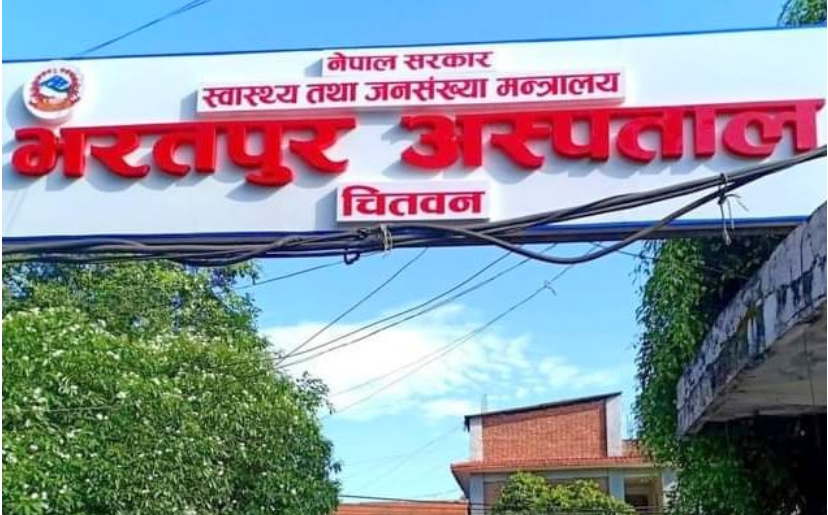 नेपाल सरकार
स्वास्थ्य तथा जनसंख्या मन्त्रालय
भरतपुर अस्पताल
चितवन